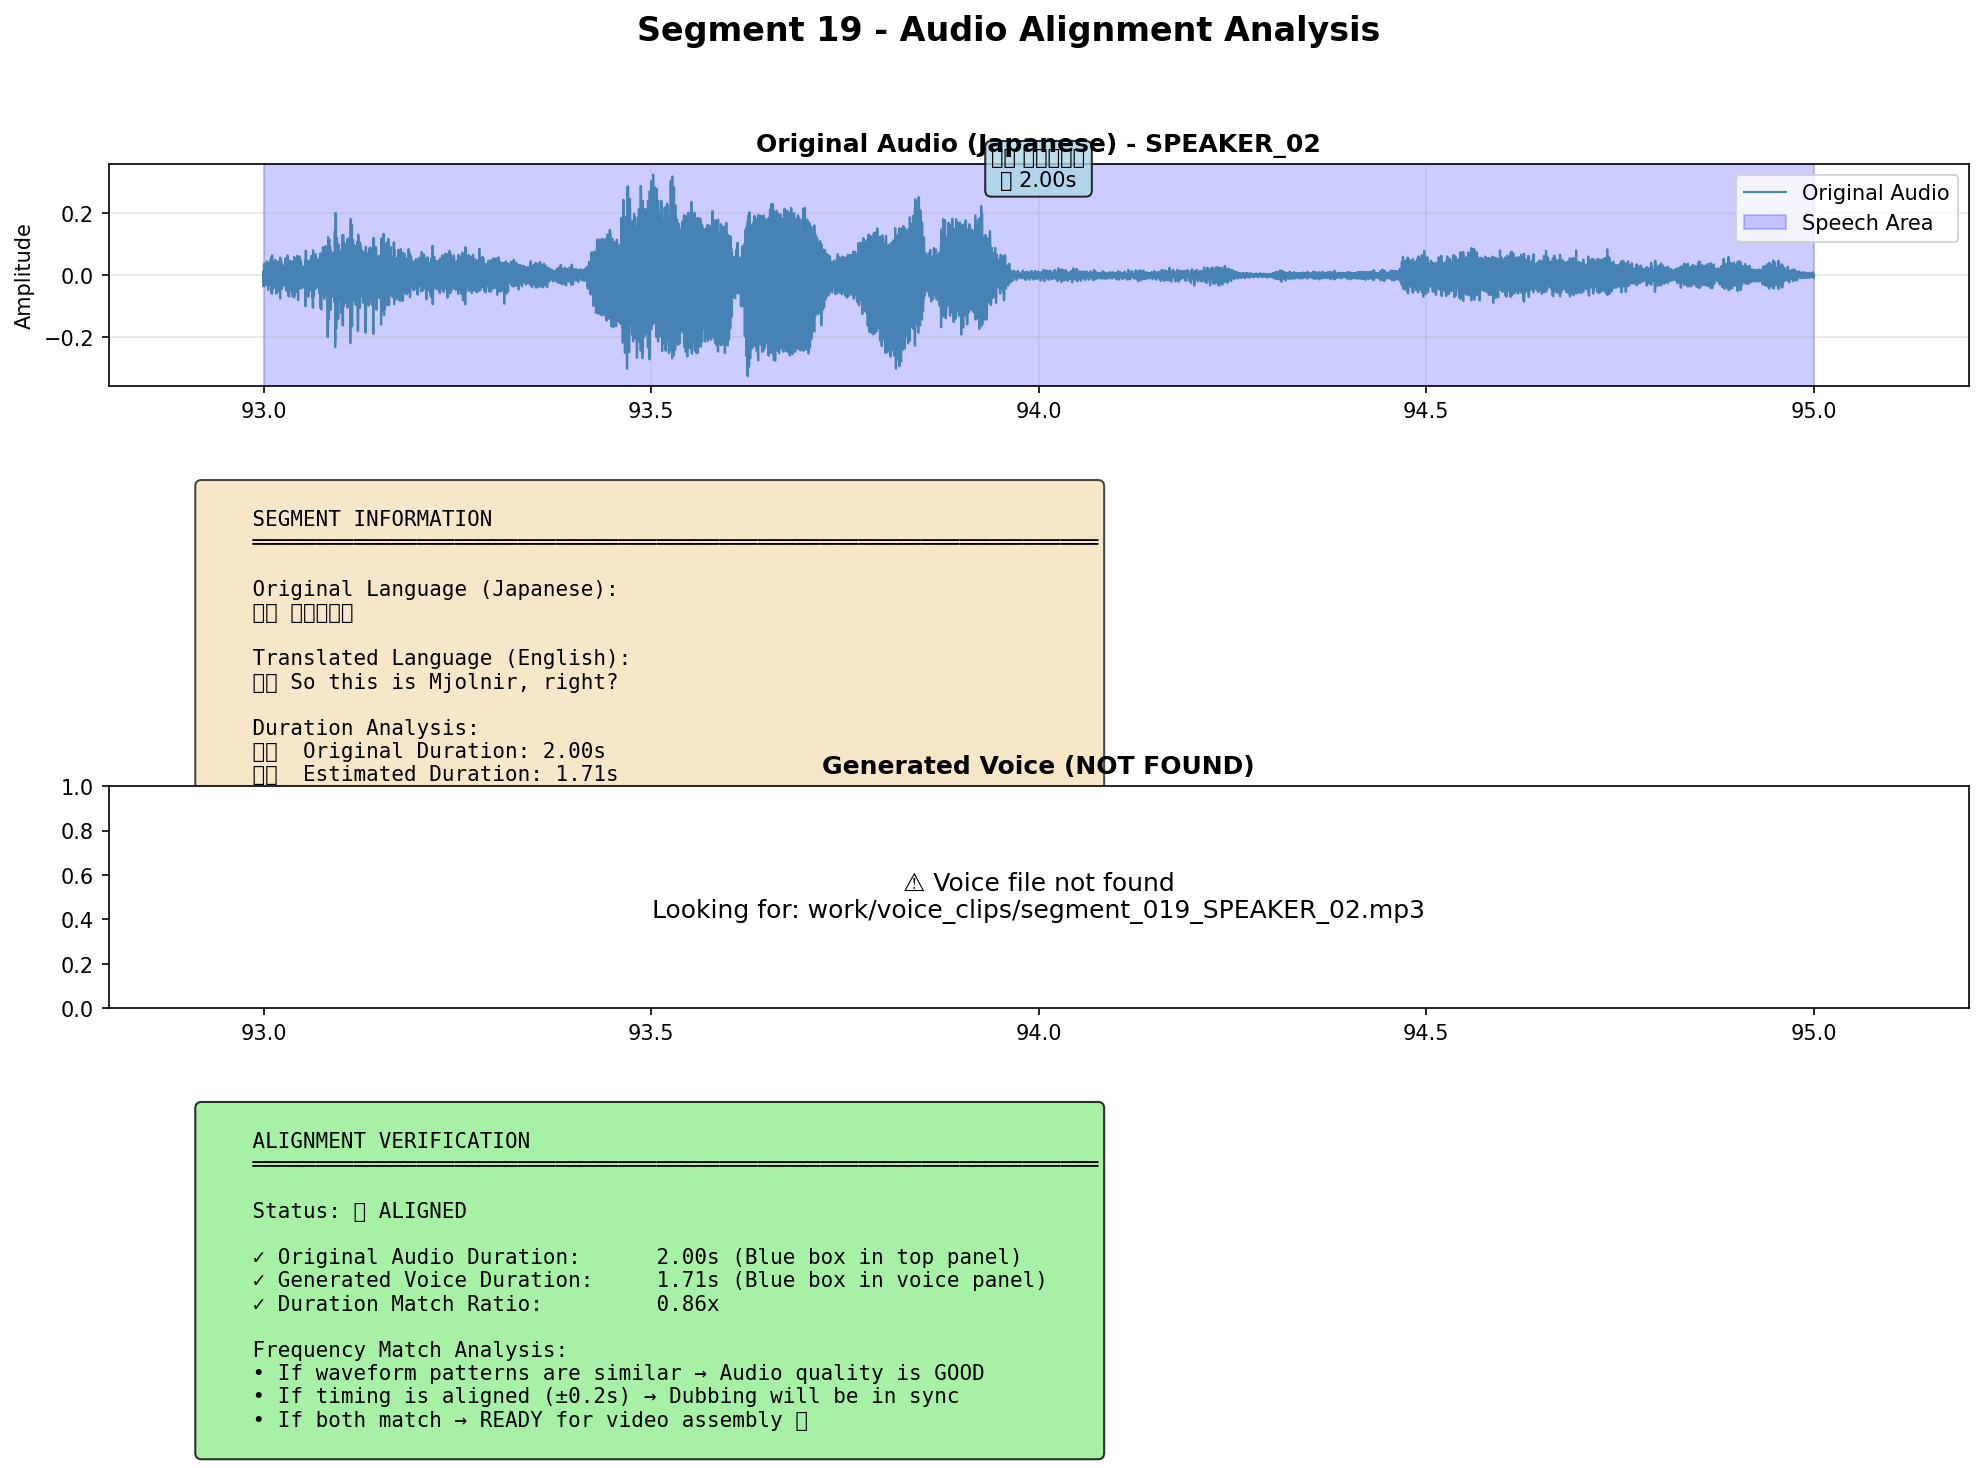 Segment 19 - Audio Alignment Analysis
Original Audio (Japanese) - SPEAKER_02
2.00s
Original Audio
Speech Area
Amplitude
0.2
0.0
−0.2
93.0 93.5 94.0 94.5 95.0
SEGMENT INFORMATION
Original Language (Japanese):
Translated Language (English):
So this is Mjolnir, right?
Duration Analysis:
Original Duration: 2.00s
Estimated Duration: 1.71s
Generated Voice (NOT FOUND)
1.0
0.8
0.6
0.4
0.2
0.0
⚠ Voice file not found
Looking for: work/voice_clips/segment_019_SPEAKER_02.mp3
93.0 93.5 94.0 94.5 95.0
ALIGNMENT VERIFICATION
Status: ALIGNED
✓ Original Audio Duration: 2.00s (Blue box in top panel)
✓ Generated Voice Duration: 1.71s (Blue box in voice panel)
✓ Duration Match Ratio: 0.86x
Frequency Match Analysis:
• If waveform patterns are similar → Audio quality is GOOD
• If timing is aligned (±0.2s) → Dubbing will be in sync
• If both match → READY for video assembly